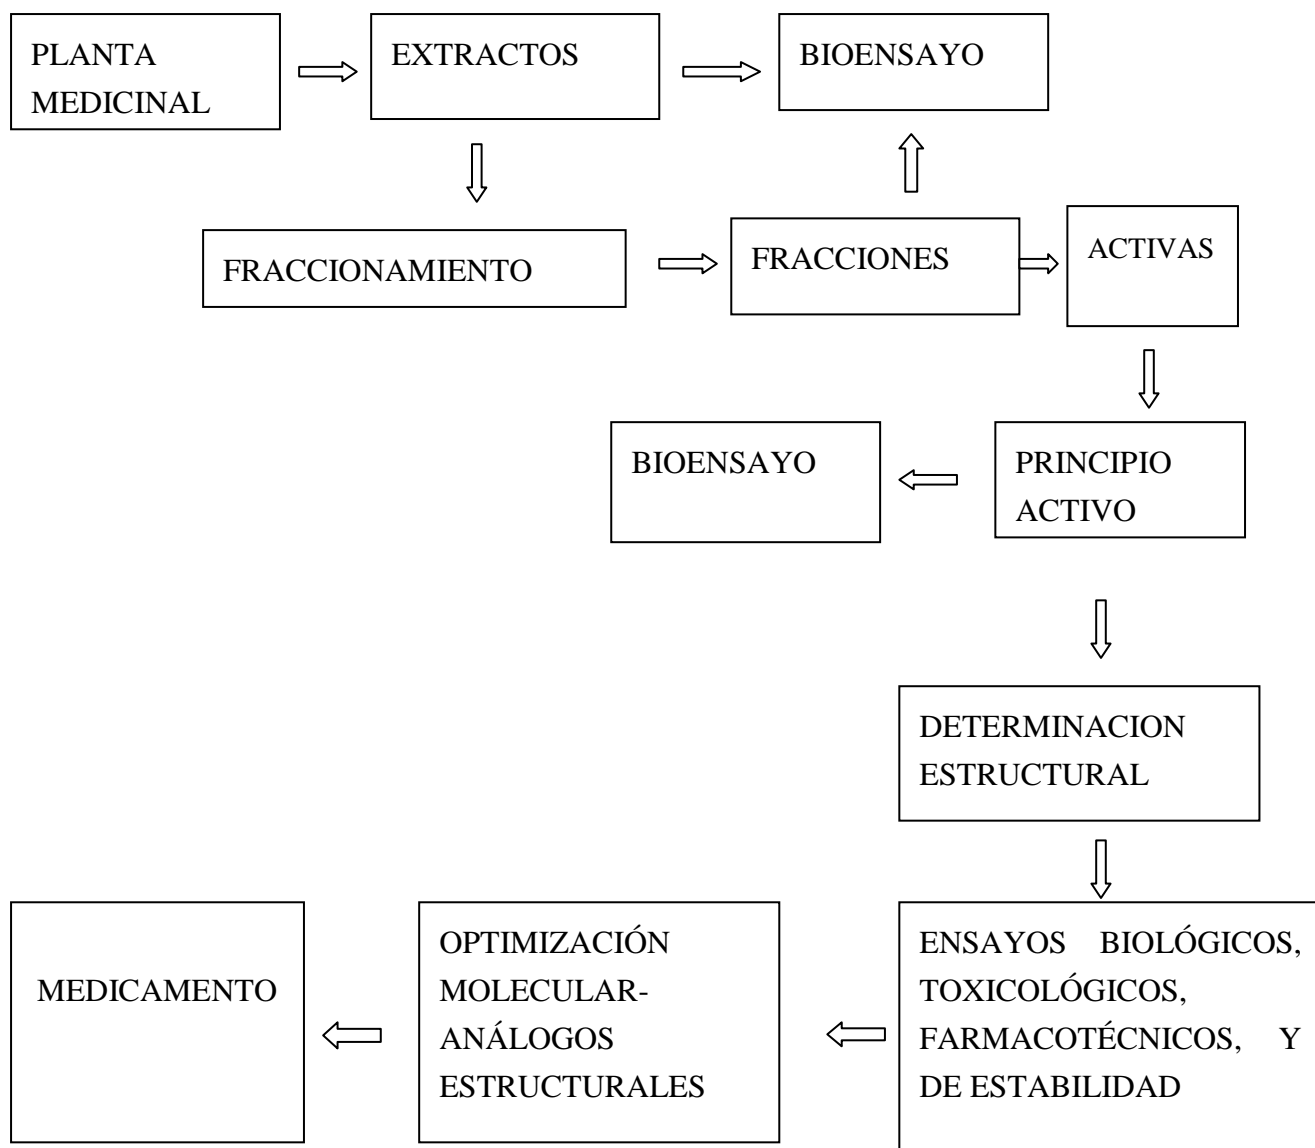 PLANTA
MEDICINAL
EXTRACTOS
BIOENSAYO
FRACCIONAMIENTO
FRACCIONES
ACTIVAS
BIOENSAYO
PRINCIPIO
ACTIVO
DETERMINACION
ESTRUCTURAL
MEDICAMENTO
OPTIMIZACIÓN
MOLECULAR-
ANÁLOGOS
ESTRUCTURALES
ENSAYOS BIOLÓGICOS,
TOXICOLÓGICOS,
FARMACOTÉCNICOS, Y
DE ESTABILIDAD